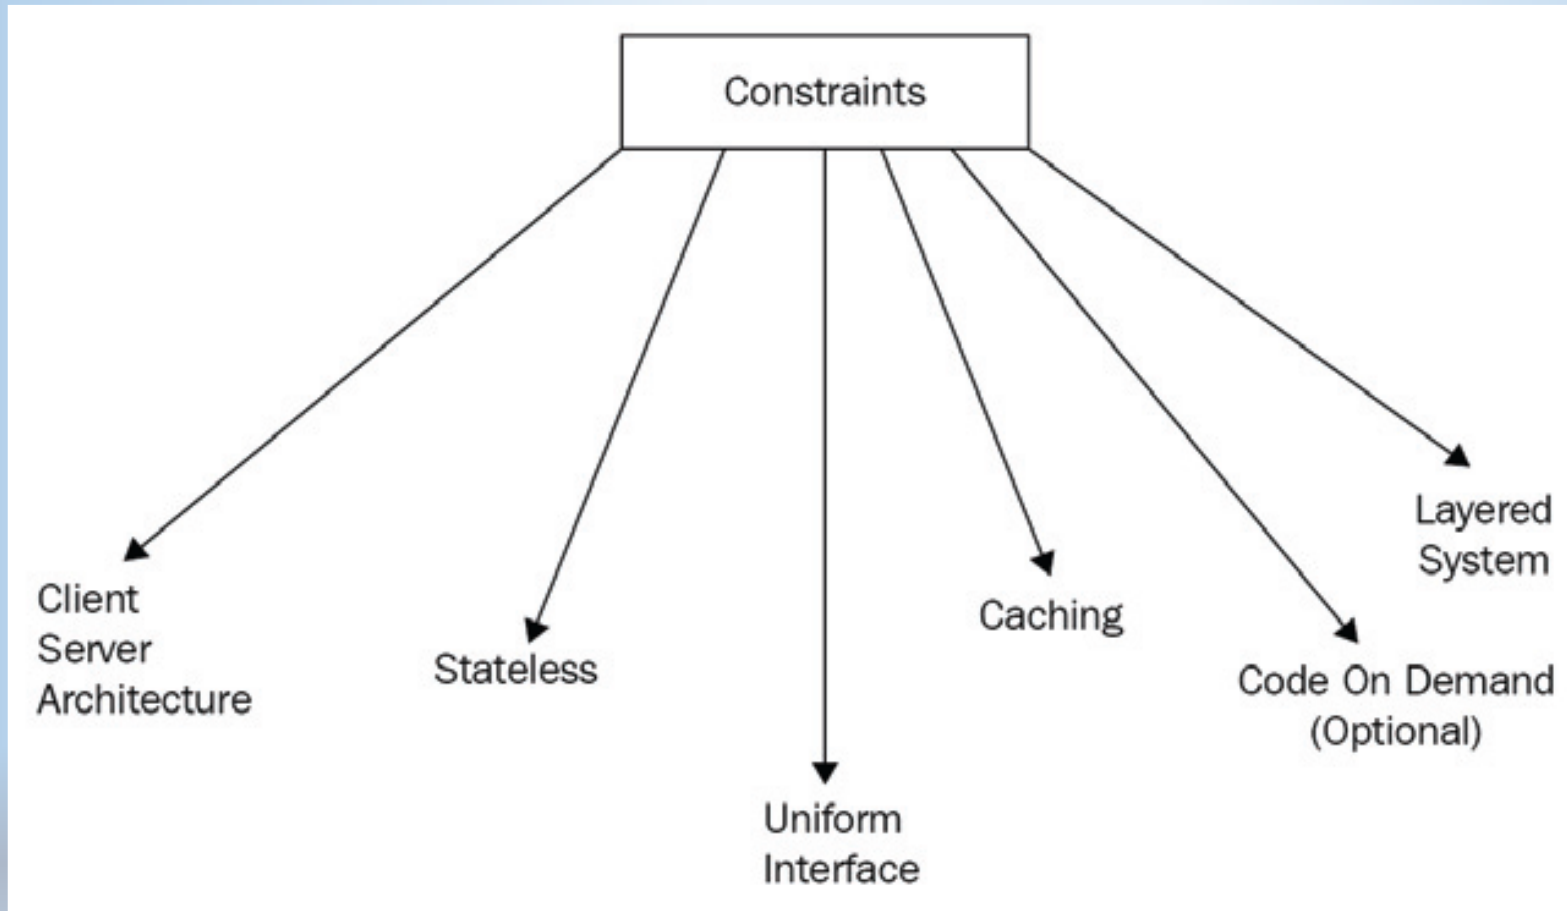 Constraints
Client
Server
Architecture
Stateless
Uniform
Interface
Caching
Code On Demand
(Optional)
Layered
System